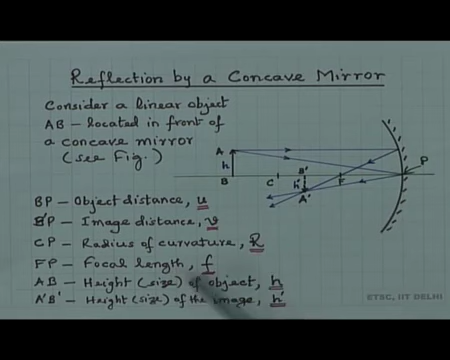 Reflection by a Concave Mirror
Consider a linear object
AB - located in front of
a concave mirror
(see Fig.)
A
h
B
C
B'
h'
A'
F
P
BP - Object distance, u
B'P - Image distance, v
CP - Radius of curvature, R
FP - Focal length, f
AB - Height (size) of object, h
A'B' - Height (size) of the image, h'
ETSC, IIT DELHI